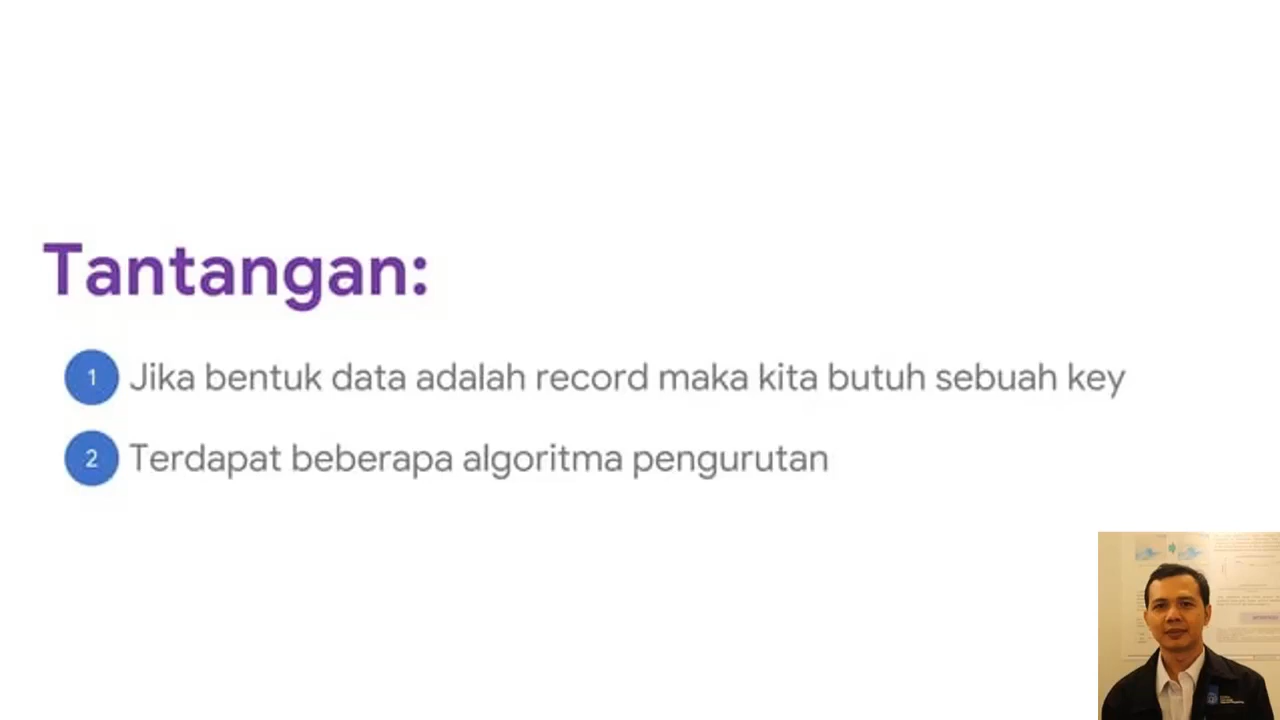 Tantangan:
1 Jika bentuk data adalah record maka kita butuh sebuah key
2 Terdapat beberapa algoritma pengurutan